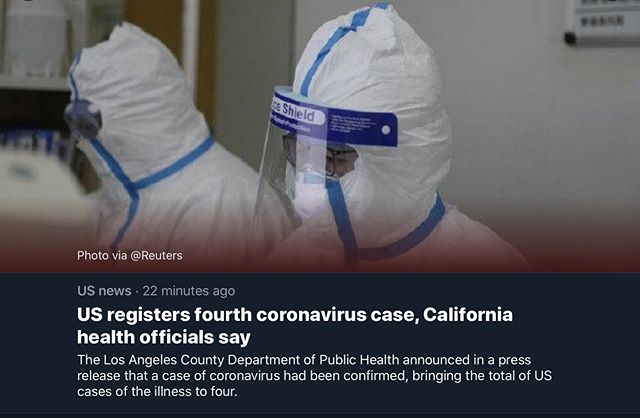 Shield
Photo via @Reuters
US news · 22 minutes ago
US registers fourth coronavirus case, California
health officials say
The Los Angeles County Department of Public Health announced in a press
release that a case of coronavirus had been confirmed, bringing the total of US
cases of the illness to four.